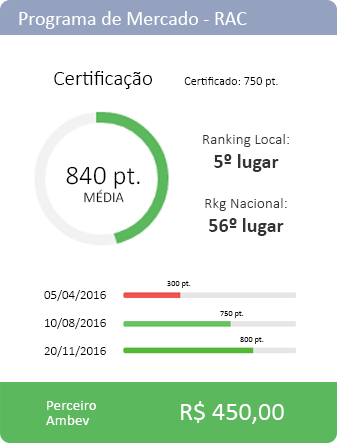 Programa de Mercado - RAC
Certificação
Certificado: 750 pt.
840 pt.
MÉDIA
Ranking Local:
5º lugar
Rkg Nacional:
56º lugar
300 pt.
05/04/2016
750 pt.
10/08/2016
800 pt.
20/11/2016
Perceiro
Ambev
R$ 450,00